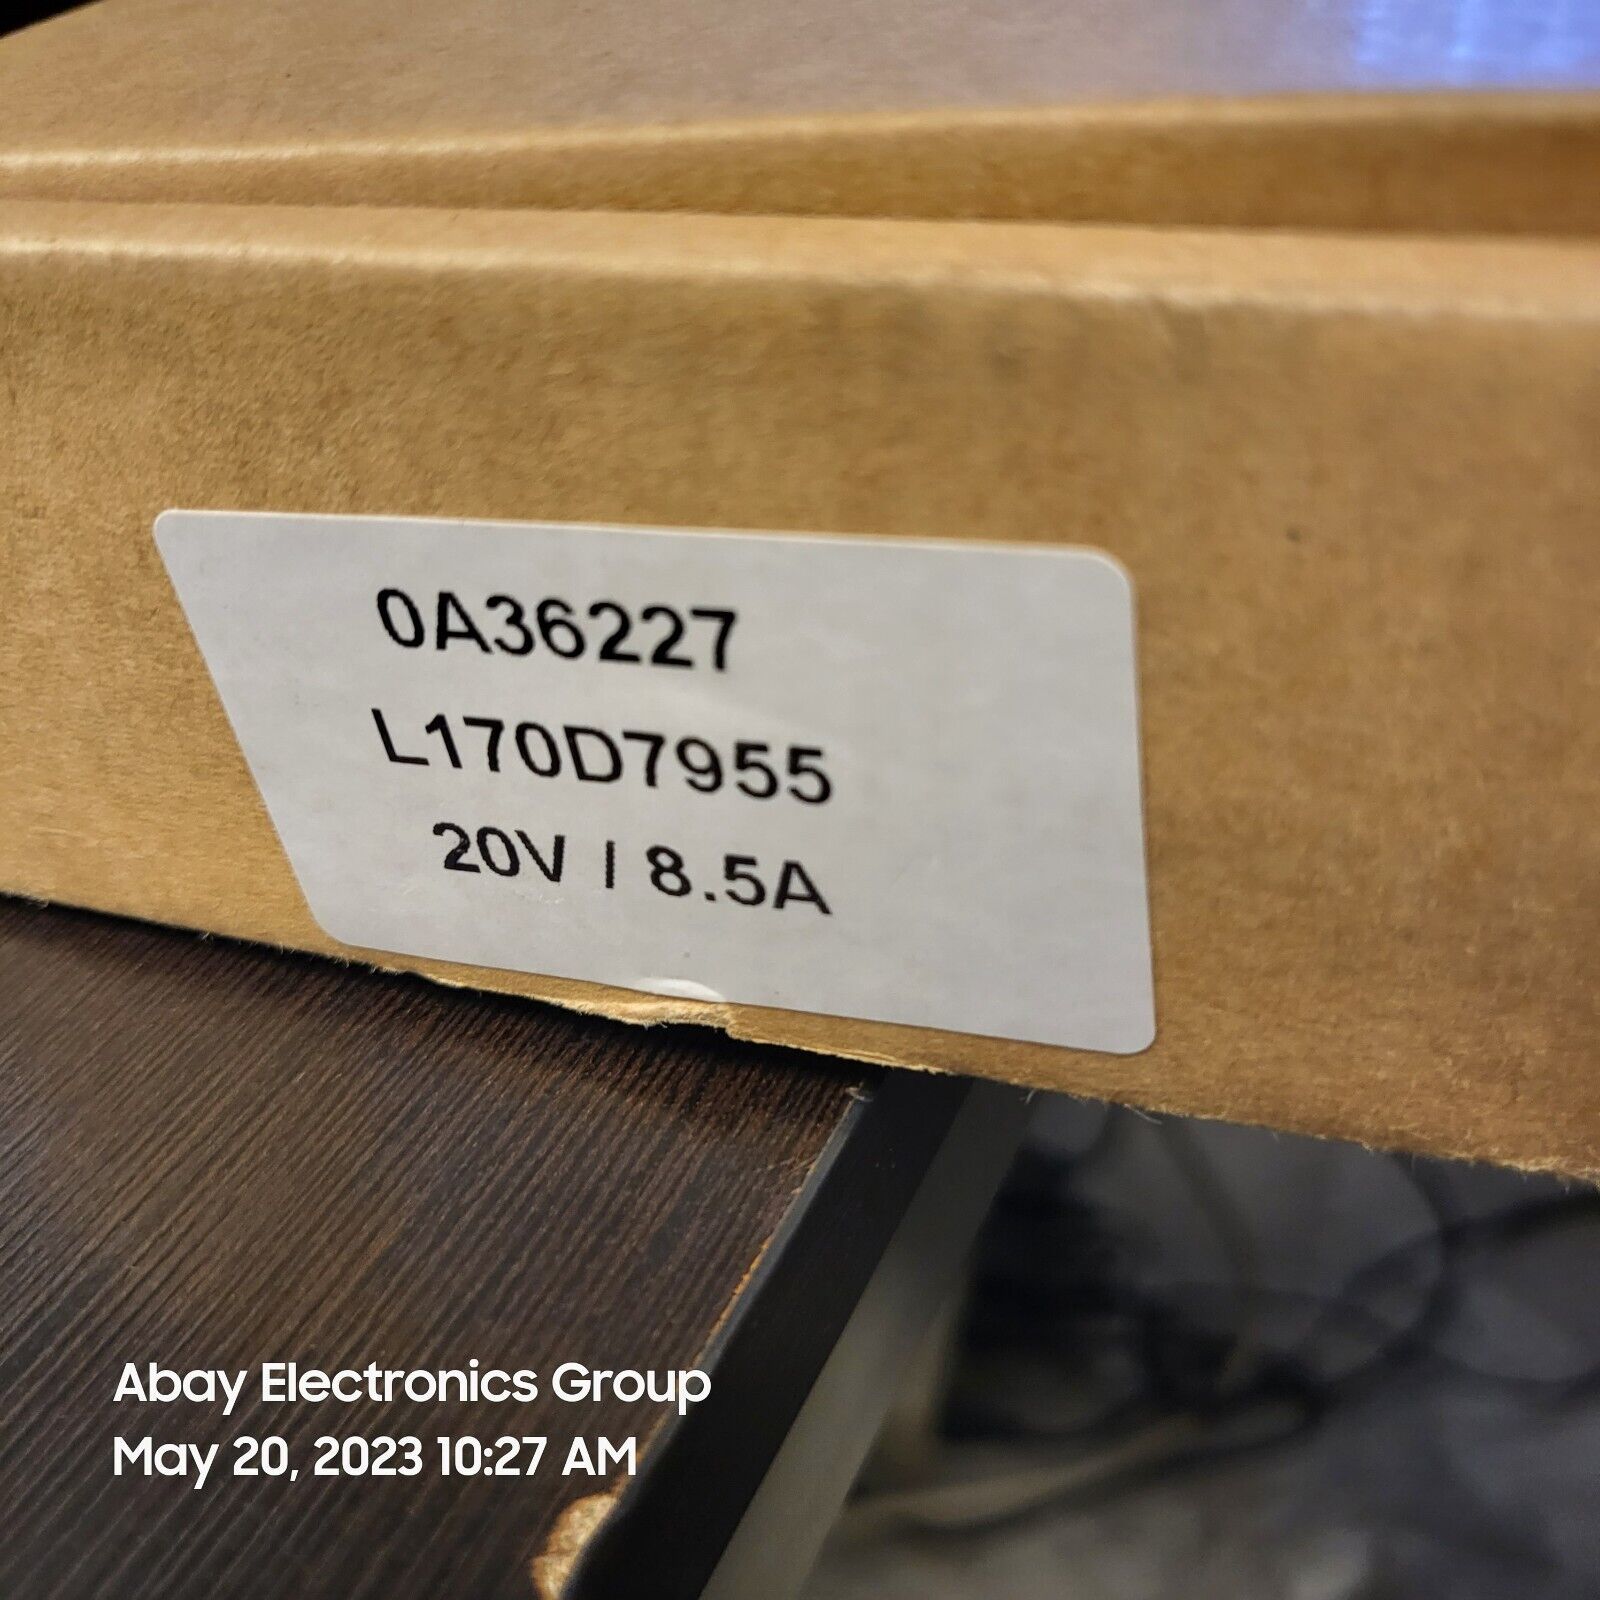 0A36227
L170D7955
20V | 8.5A
Abay Electronics Group
May 20, 2023 10:27 AM